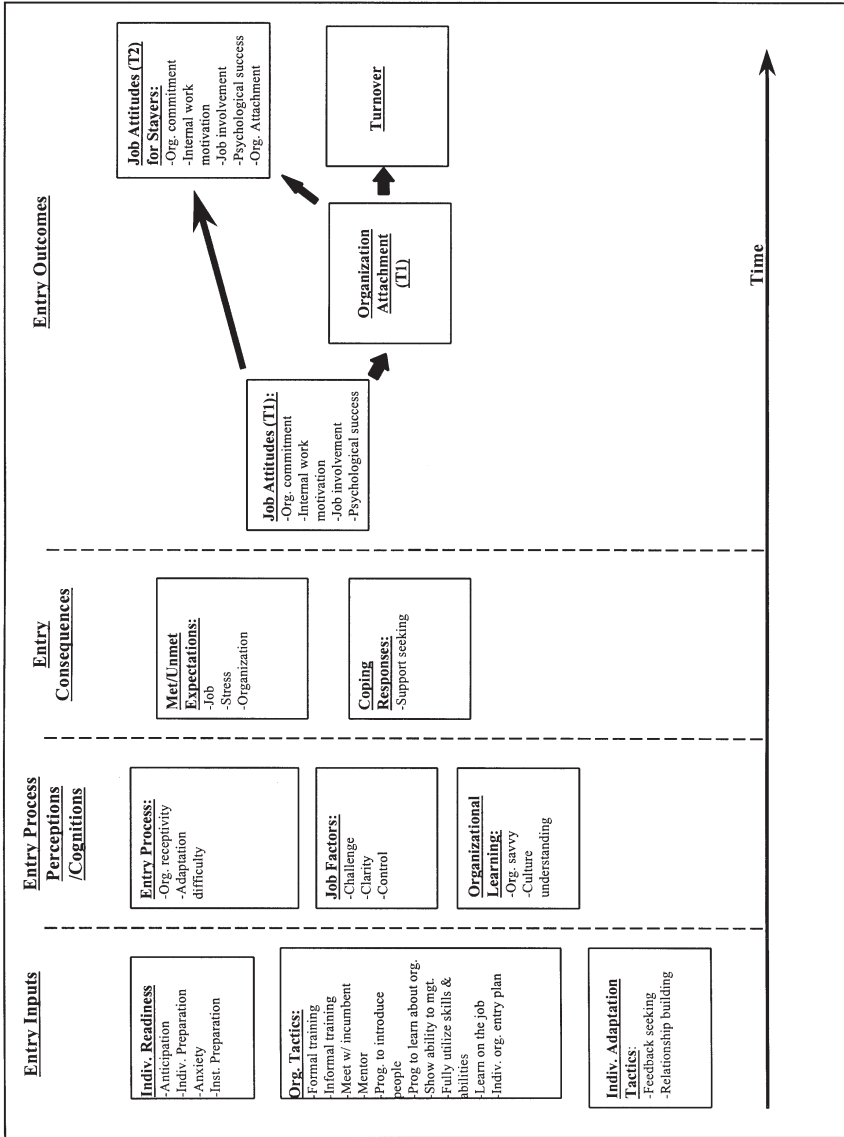 Entry Inputs
Indiv. Readiness
-Anticipation
-Indiv. Preparation
-Anxiety
-Inst. Preparation
Org. Tactics:
-Formal training
-Informal training
-Meet w/ incumbent
-Mentor
-Prog. to introduce
people
-Prog to learn about org.
-Show ability to mgt.
-Fully utilize skills &
abilities
-Learn on the job
-Indiv. org. entry plan
Indiv. Adaptation
Tactics:
-Feedback seeking
-Relationship building
Entry Process
Perceptions
/Cognitions
Entry Process:
-Org. receptivity
-Adaptation
difficulty
Job Factors:
-Challenge
-Clarity
-Control
Organizational
Learning:
-Org. savvy
-Culture
understanding
Entry
Consequences
Met/Unmet
Expectations:
-Job
-Stress
-Organization
Coping
Responses:
-Support seeking
Entry Outcomes
Job Attitudes (T1):
-Org. commitment
-Internal work
motivation
-Job involvement
-Psychological success
Organization
Attachment
(T1)
Job Attitudes (T2)
for Stayers:
-Org. commitment
-Internal work
motivation
-Job involvement
-Psychological success
-Org. Attachment
Turnover
Time